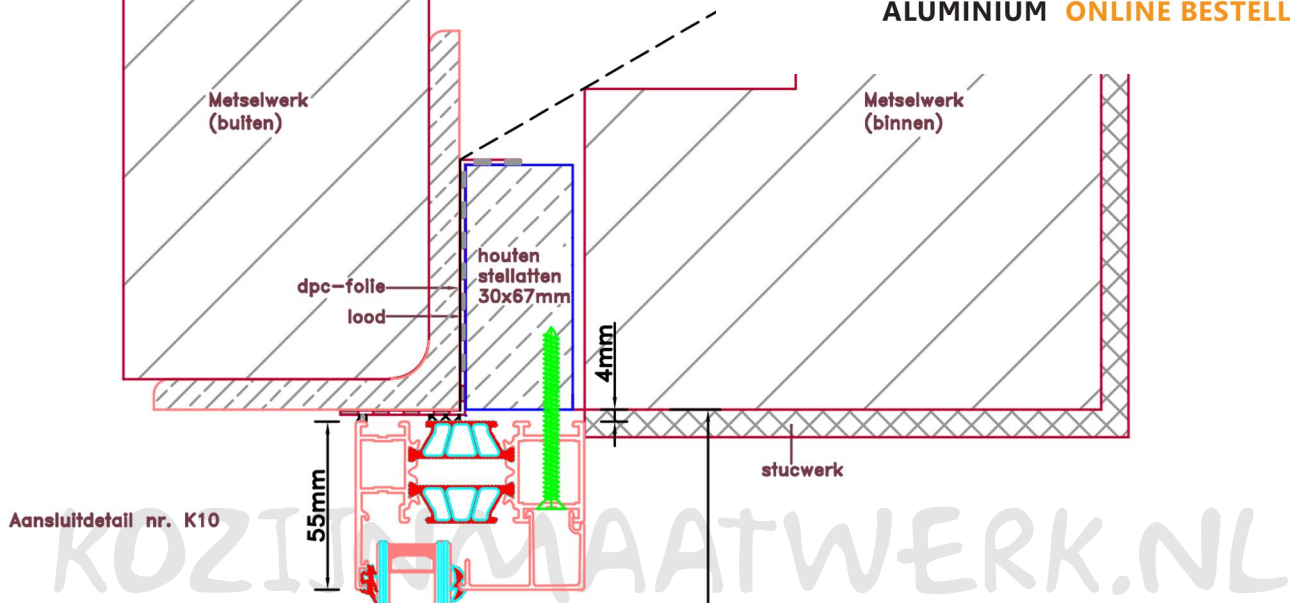 ALUMINIUM ONLINE BESTELL
Metselwerk
(buiten)
Metselwerk
(binnen)
houten
stellatten
30x67mm
dpc-folie
lood
4mm
stucwerk
55mm
Aansluitdetail nr. K10
KOZIJNMAATWERK.NL